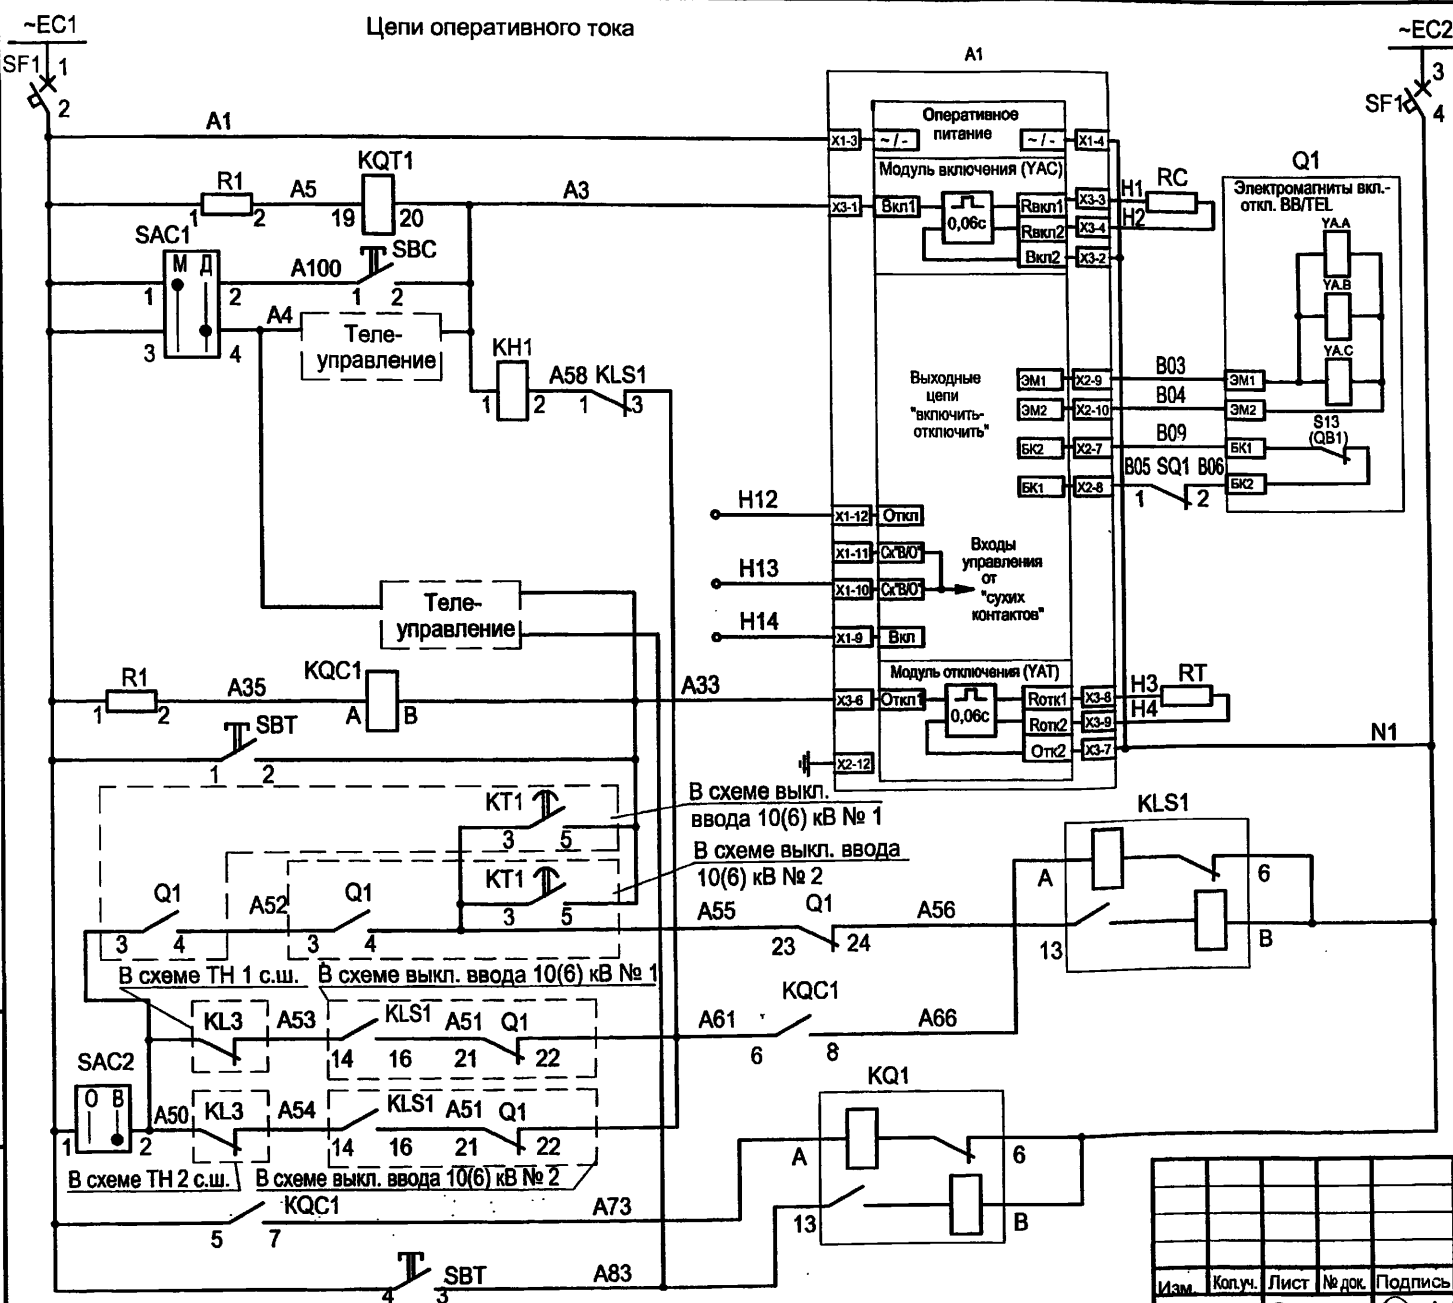 Цепи оперативного тока
~EC1
~EC2
SF1 1
2
3
SF1 4
A1
A1
Оперативное
питание
X1-3 ~ / - ~ / - X1-4
Модуль включения (YAC)
KQT1
R1 A5 A3
1 2 19 20
X3-1 Вкл1 0,06с Rвкл1 X3-3 H1 RC
Rвкл2 X3-4 H2
Вкл2 X3-2
Q1
Электромагниты вкл.-
откл. BB/TEL
YA.A
YA.B
YA.C
SAC1
М Д
A100 SBC
1 2 1 2
A4
Теле-
управление
3 4
KH1
A58 KLS1
1 2 1 3
Выходные
цепи
"включить-
отключить"
ЭМ1 X2-9 B03 ЭМ1
ЭМ2 X2-10 B04 ЭМ2
S13
(QB1)
БК2 X2-7 B09 БК1
БК1 X2-8 B05 SQ1 B06 БК2
1 2
H12 X1-12 Откл
X1-11 Ск"В/О"
H13 X1-10 Ск"В/О"
H14 X1-9 Вкл
Входы
управления
от
"сухих
контактов"
Теле-
управление
Модуль отключения (YAT)
R1 A35 KQC1 A33
1 2 A B
X3-6 Откл1 0,06с Rотк1 X3-8 H3 RT
Rотк2 X3-9 H4
Отк2 X3-7
N1
X2-12
SBT
1 2
KT1
3 5
В схеме выкл.
ввода 10(6) кВ № 1
KT1
3 5
В схеме выкл. ввода
10(6) кВ № 2
KLS1
A 6
13 B
Q1 A52 Q1 A55 Q1 A56
3 4 3 4 23 24
В схеме ТН 1 с.ш. В схеме выкл. ввода 10(6) кВ № 1
KL3 A53 KLS1 A51 Q1 A61 KQC1 A66
14 16 21 22 6 8
SAC2
О В
1 2
A50 KL3 A54 KLS1 A51 Q1
14 16 21 22
В схеме ТН 2 с.ш. В схеме выкл. ввода 10(6) кВ № 2
KQ1
A 6
13 B
KQC1 A73
5 7
SBT A83
4 3
Изм. Кол.уч. Лист № док. Подпись